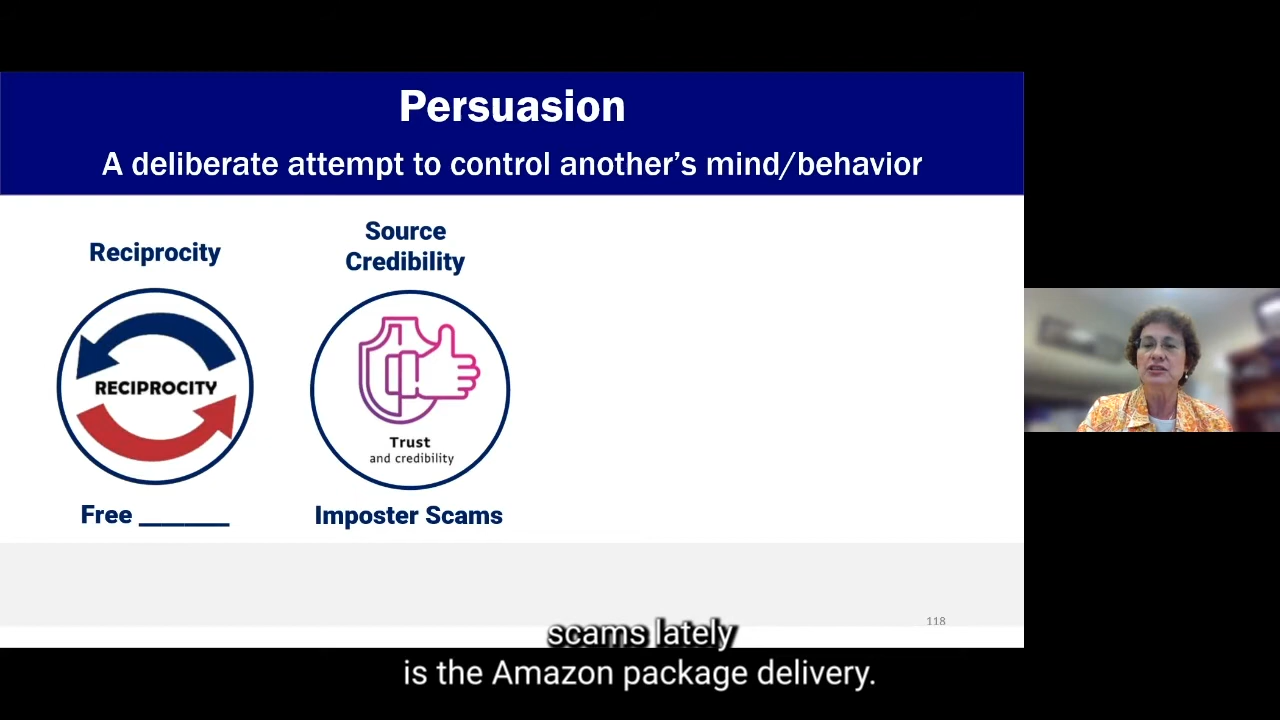 Persuasion
A deliberate attempt to control another's mind/behavior
Reciprocity
Source
Credibility
RECIPROCITY
Trust
and credibility
Free _______
Imposter Scams
118
scams lately
is the Amazon package delivery.